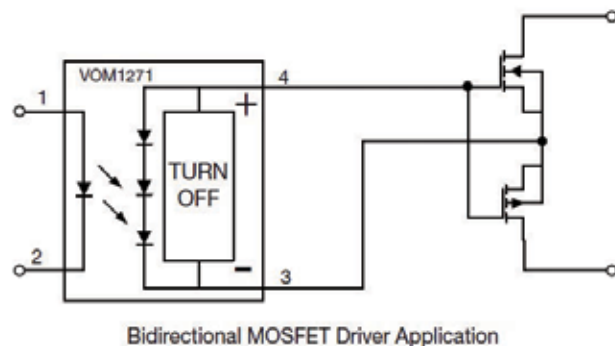 VOM1271
1
4
+
TURN
OFF
2
-
3
Bidirectional MOSFET Driver Application